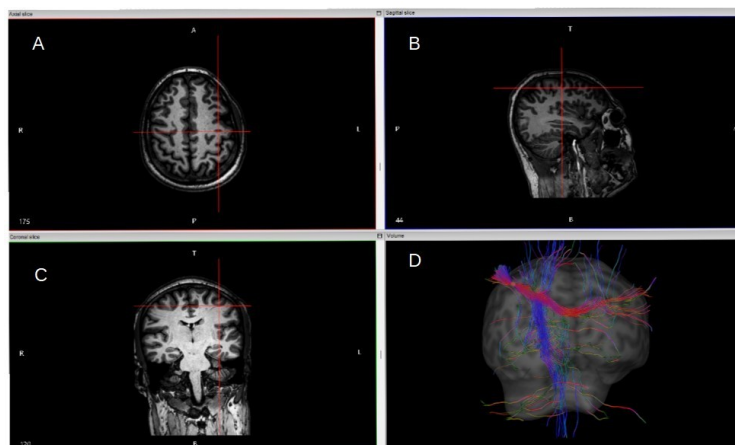 Axial slice
Sagittal slice
A
A
B
T
R
L
P
175
P
44
B
Coronal slice
Volume
C
T
D
R
L